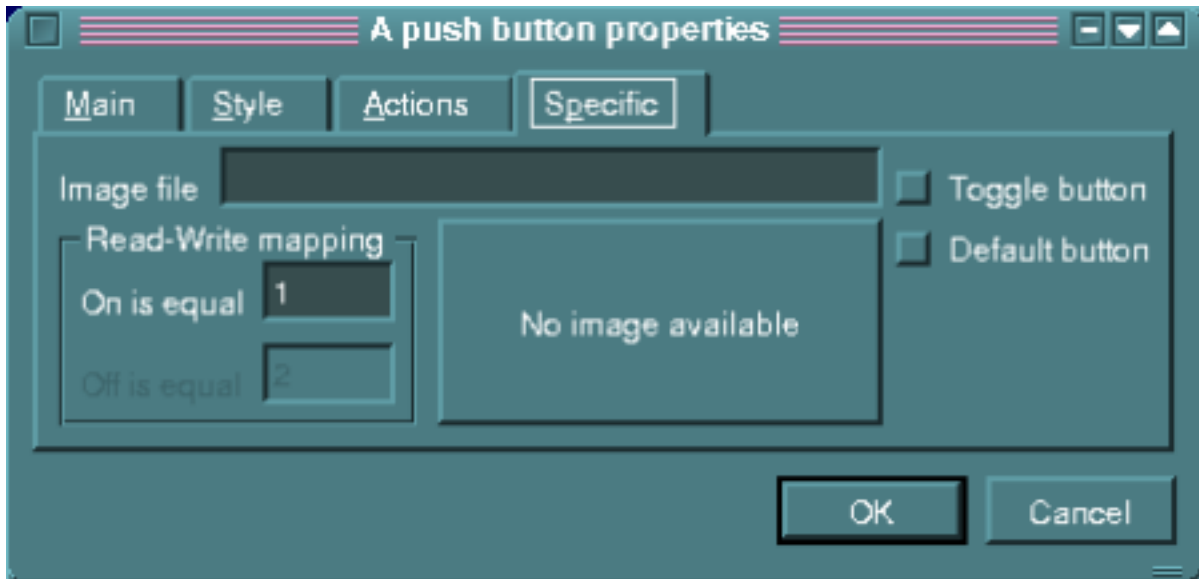 A push button properties
Main Style Actions Specific
Image file
Toggle button
Read-Write mapping
Default button
On is equal 1
No image available
Off is equal 2
OK Cancel